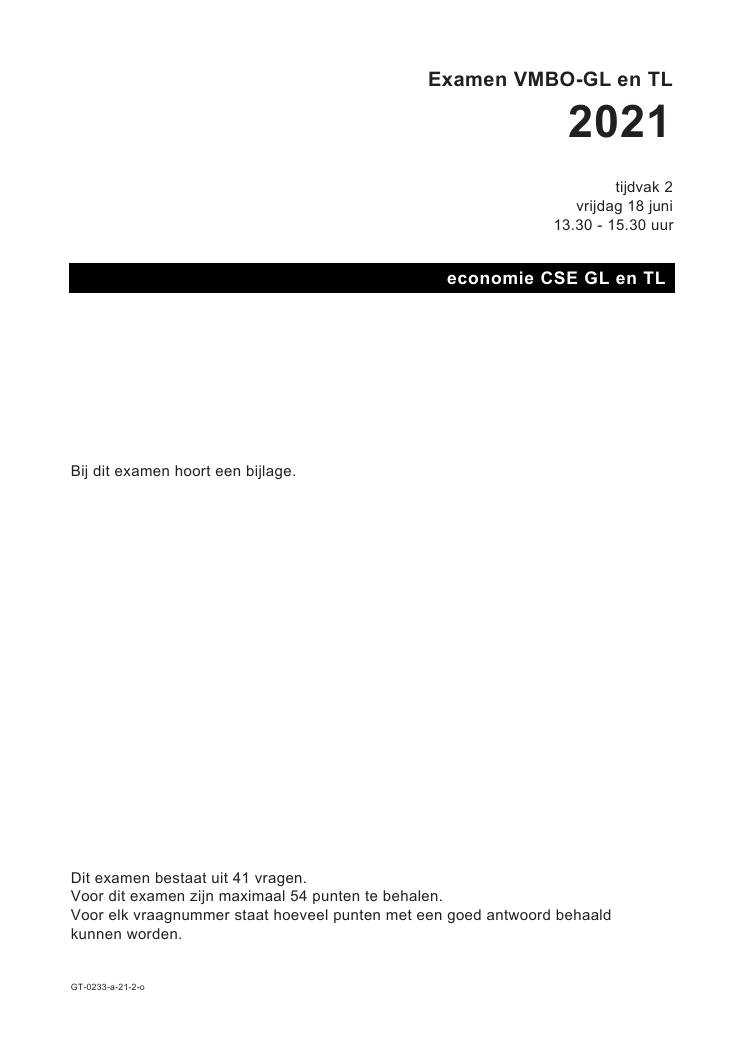 Examen VMBO-GL en TL
2021
tijdvak 2
vrijdag 18 juni
13.30 - 15.30 uur
economie CSE GL en TL
Bij dit examen hoort een bijlage.
Dit examen bestaat uit 41 vragen.
Voor dit examen zijn maximaal 54 punten te behalen.
Voor elk vraagnummer staat hoeveel punten met een goed antwoord behaald
kunnen worden.
GT-0233-a-21-2-o